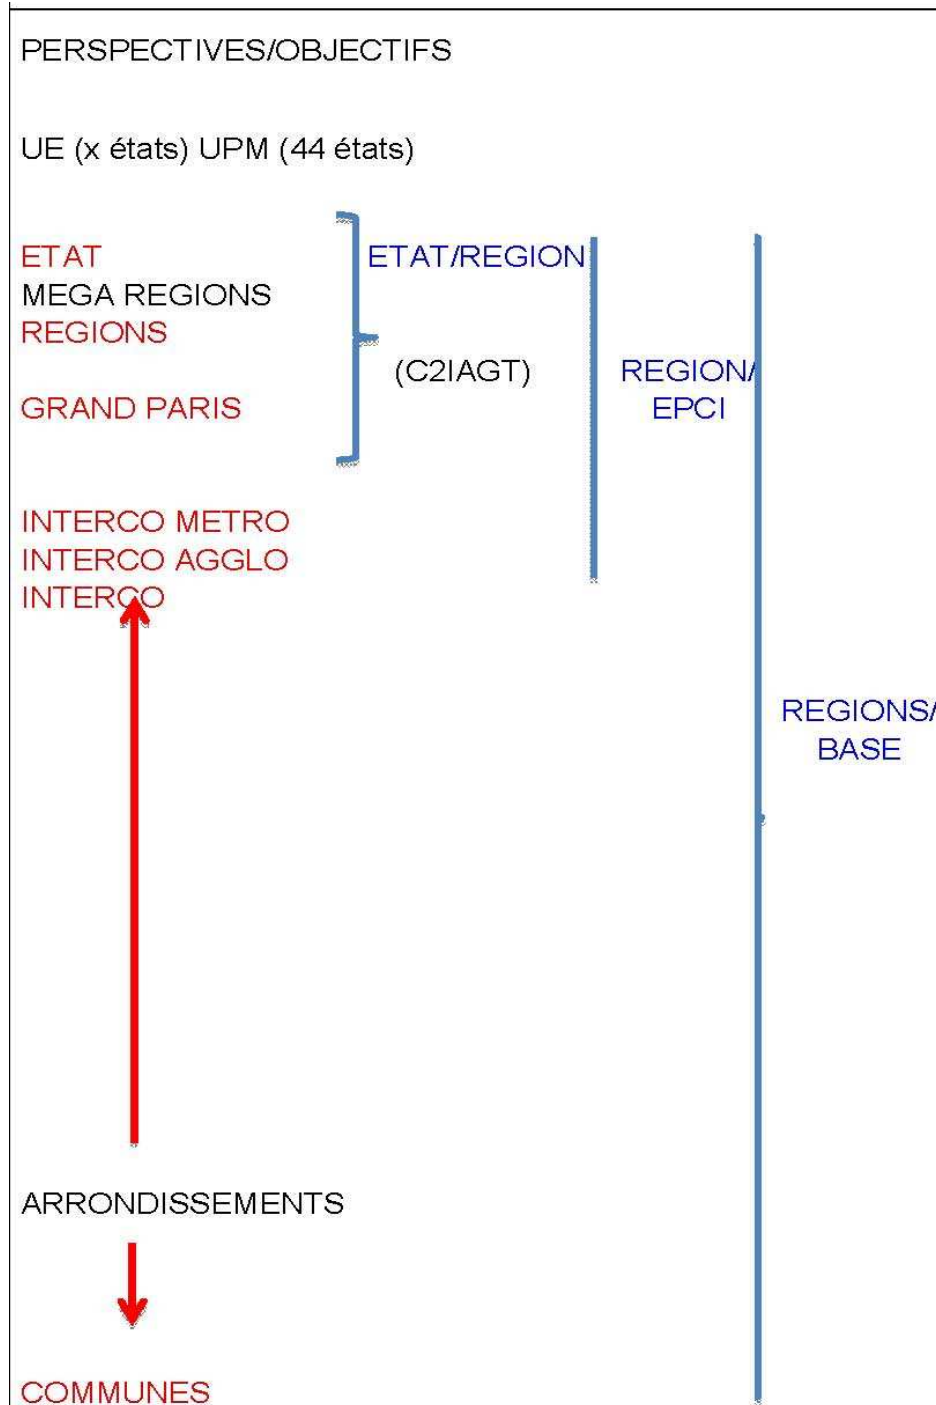 PERSPECTIVES/OBJECTIFS
UE (x états) UPM (44 états)
ETAT
MEGA REGIONS
REGIONS
GRAND PARIS
ETAT/REGION
(C2IAGT)
REGION/
EPCI
INTERCO METRO
INTERCO AGGLO
INTERCO
REGIONS/
BASE
ARRONDISSEMENTS
COMMUNES